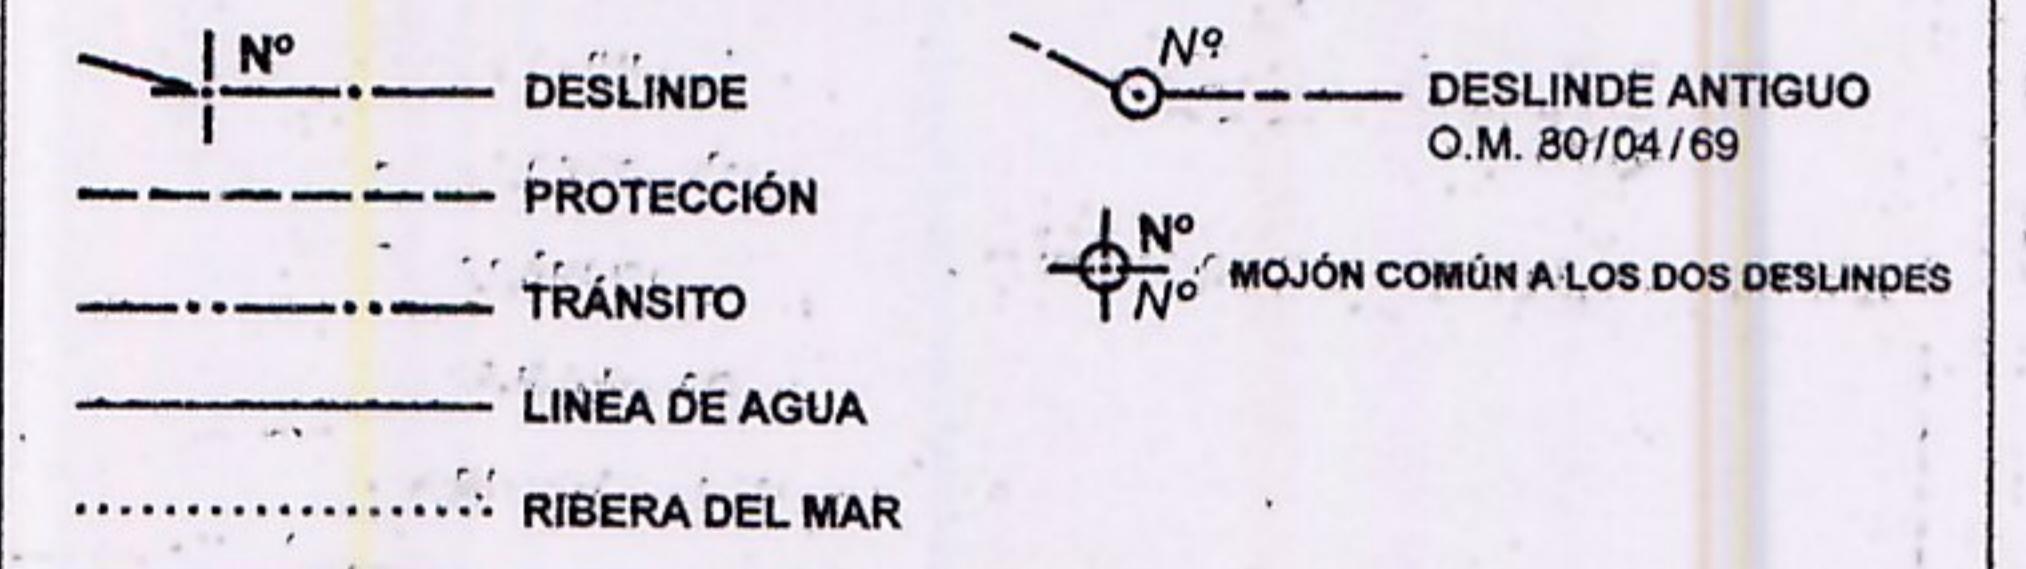 Nº
DESLINDE
PROTECCIÓN
TRÁNSITO
LINEA DE AGUA
RIBERA DEL MAR
Nº
DESLINDE ANTIGUO
O.M. 30/04/69
Nº
Nº
MOJÓN COMÚN A LOS DOS DESLINDES